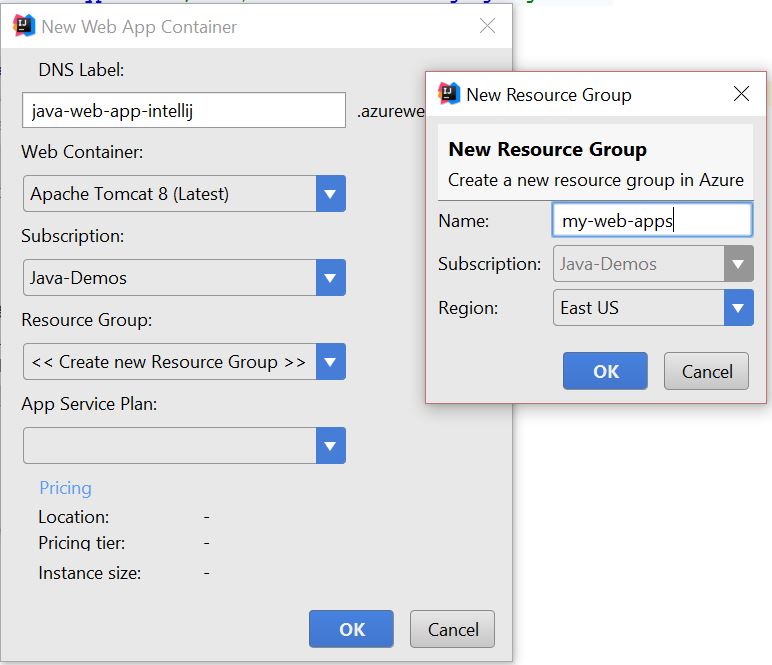 New Web App Container
DNS Label:
java-web-app-intellij
.azurewe
Web Container:
Apache Tomcat 8 (Latest)
Subscription:
Java-Demos
Resource Group:
<< Create new Resource Group >>
App Service Plan:
Pricing
Location: -
Pricing tier: -
Instance size: -
OK Cancel
New Resource Group
New Resource Group
Create a new resource group in Azure
Name: my-web-apps
Subscription: Java-Demos
Region: East US
OK Cancel